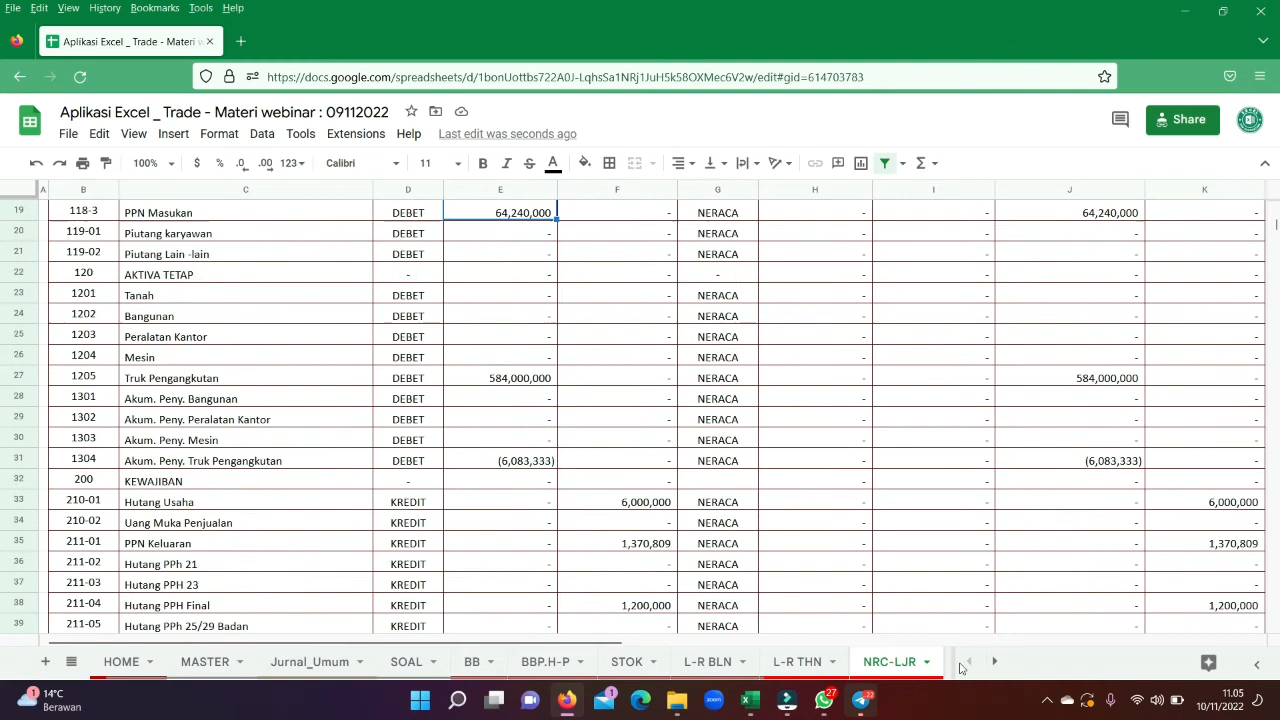 File Edit View History Bookmarks Tools Help
Aplikasi Excel _ Trade - Materi w
https://docs.google.com/spreadsheets/d/1bonUottbs722A0J-LqhsSa1NRj1JuH5k58OXMec6V2w/edit#gid=614703783
Aplikasi Excel _ Trade - Materi webinar : 09112022
File Edit View Insert Format Data Tools Extensions Help Last edit was seconds ago
Share
100% $ % .0 .00 123 Calibri 11 B I S A Σ
A B C D E F G H I J K
19 118-3 PPN Masukan DEBET 64,240,000 - NERACA - - 64,240,000 -
20 119-01 Piutang karyawan DEBET - - NERACA - - - -
21 119-02 Piutang Lain -lain DEBET - - NERACA - - - -
22 120 AKTIVA TETAP - - - - - - - -
23 1201 Tanah DEBET - - NERACA - - - -
24 1202 Bangunan DEBET - - NERACA - - - -
25 1203 Peralatan Kantor DEBET - - NERACA - - - -
26 1204 Mesin DEBET - - NERACA - - - -
27 1205 Truk Pengangkutan DEBET 584,000,000 - NERACA - - 584,000,000 -
28 1301 Akum. Peny. Bangunan DEBET - - NERACA - - - -
29 1302 Akum. Peny. Peralatan Kantor DEBET - - NERACA - - - -
30 1303 Akum. Peny. Mesin DEBET - - NERACA - - - -
31 1304 Akum. Peny. Truk Pengangkutan DEBET (6,083,333) - NERACA - - (6,083,333) -
32 200 KEWAJIBAN - - - NERACA - - - -
33 210-01 Hutang Usaha KREDIT - 6,000,000 NERACA - - - 6,000,000
34 210-02 Uang Muka Penjualan KREDIT - - NERACA - - - -
35 211-01 PPN Keluaran KREDIT - 1,370,809 NERACA - - - 1,370,809
36 211-02 Hutang PPh 21 KREDIT - - NERACA - - - -
37 211-03 Hutang PPH 23 KREDIT - - NERACA - - - -
38 211-04 Hutang PPH Final KREDIT - 1,200,000 NERACA - - - 1,200,000
39 211-05 Hutang PPh 25/29 Badan KREDIT - - NERACA - - - -
HOME MASTER Jurnal_Umum SOAL BB BBP.H-P STOK L-R BLN L-R THN NRC-LJR
1 14°C 1 27 22 11.05
Berawan 10/11/2022